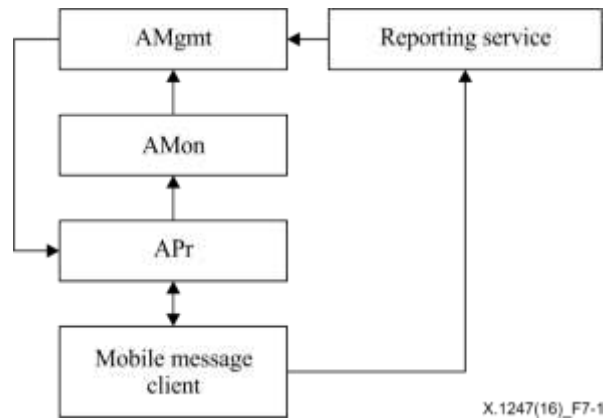 AMgmt
Reporting service
AMon
APr
Mobile message
client
X.1247(16)_F7-1